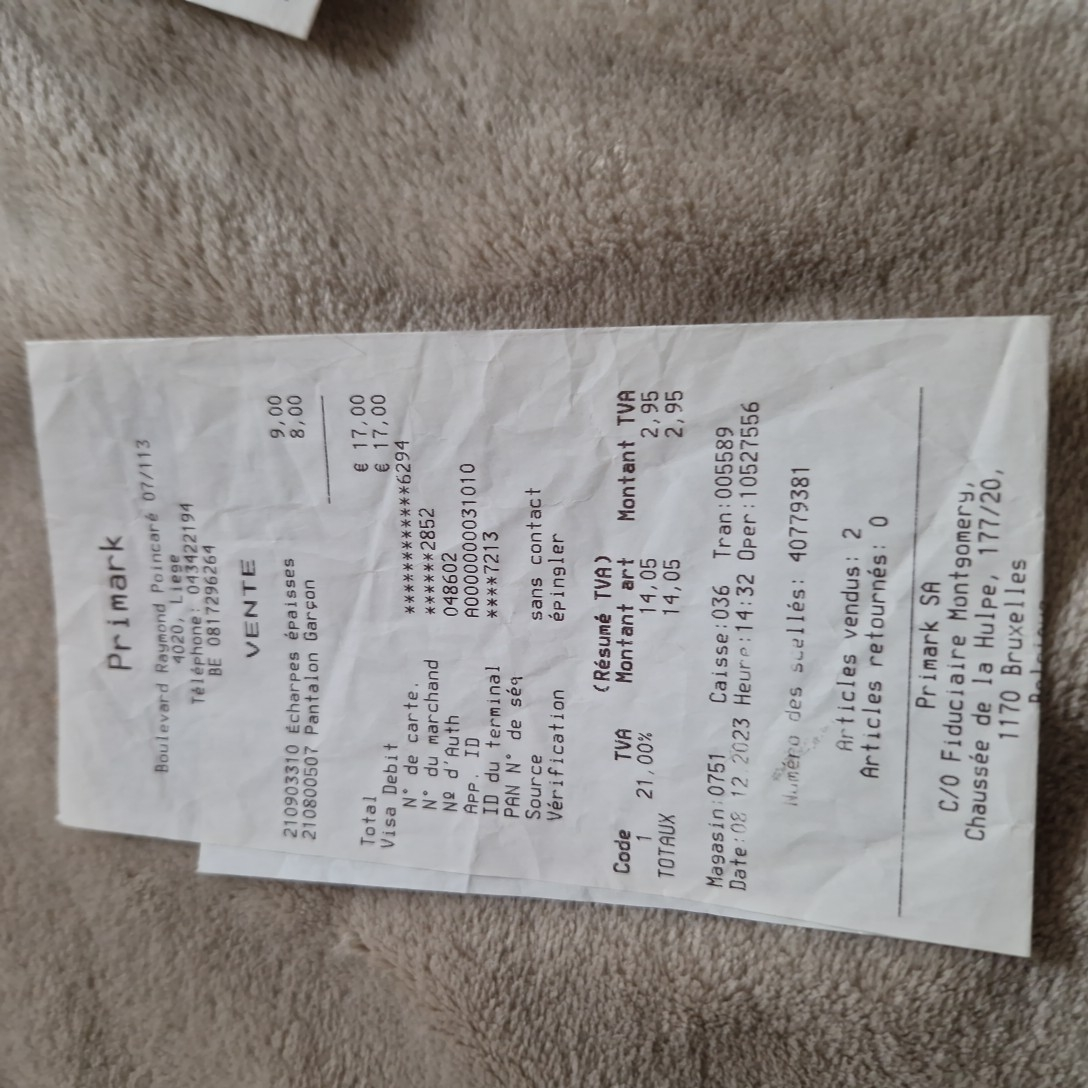 Primark
Boulevard Raymond Poincaré 07/113
4020, Liege
Téléphone: 043422194
BE 0817296264
VENTE
210903310 Echarpes épaisses 9,00
210800507 Pantalon Garçon 8,00
Total € 17,00
Visa Debit € 17,00
N° de carte. ************6294
N° du marchand ******2852
Nº d'Auth 048602
App. ID A0000000031010
ID du terminal ****7213
PAN N° de séq
Source sans contact
Vérification épingler
(Résumé TVA)
Code TVA Montant art Montant TVA
1 21,00% 14,05 2,95
TOTAUX 14,05 2,95
Magasin:0751 Caisse:036 Tran:005589
Date:08 12 2023 Heure:14:32 Oper:10527556
Numéro des scellés: 40779381
Articles vendus: 2
Articles retournés: 0
Primark SA
C/O Fiduciaire Montgomery,
Chaussée de la Hulpe, 177/20,
1170 Bruxelles